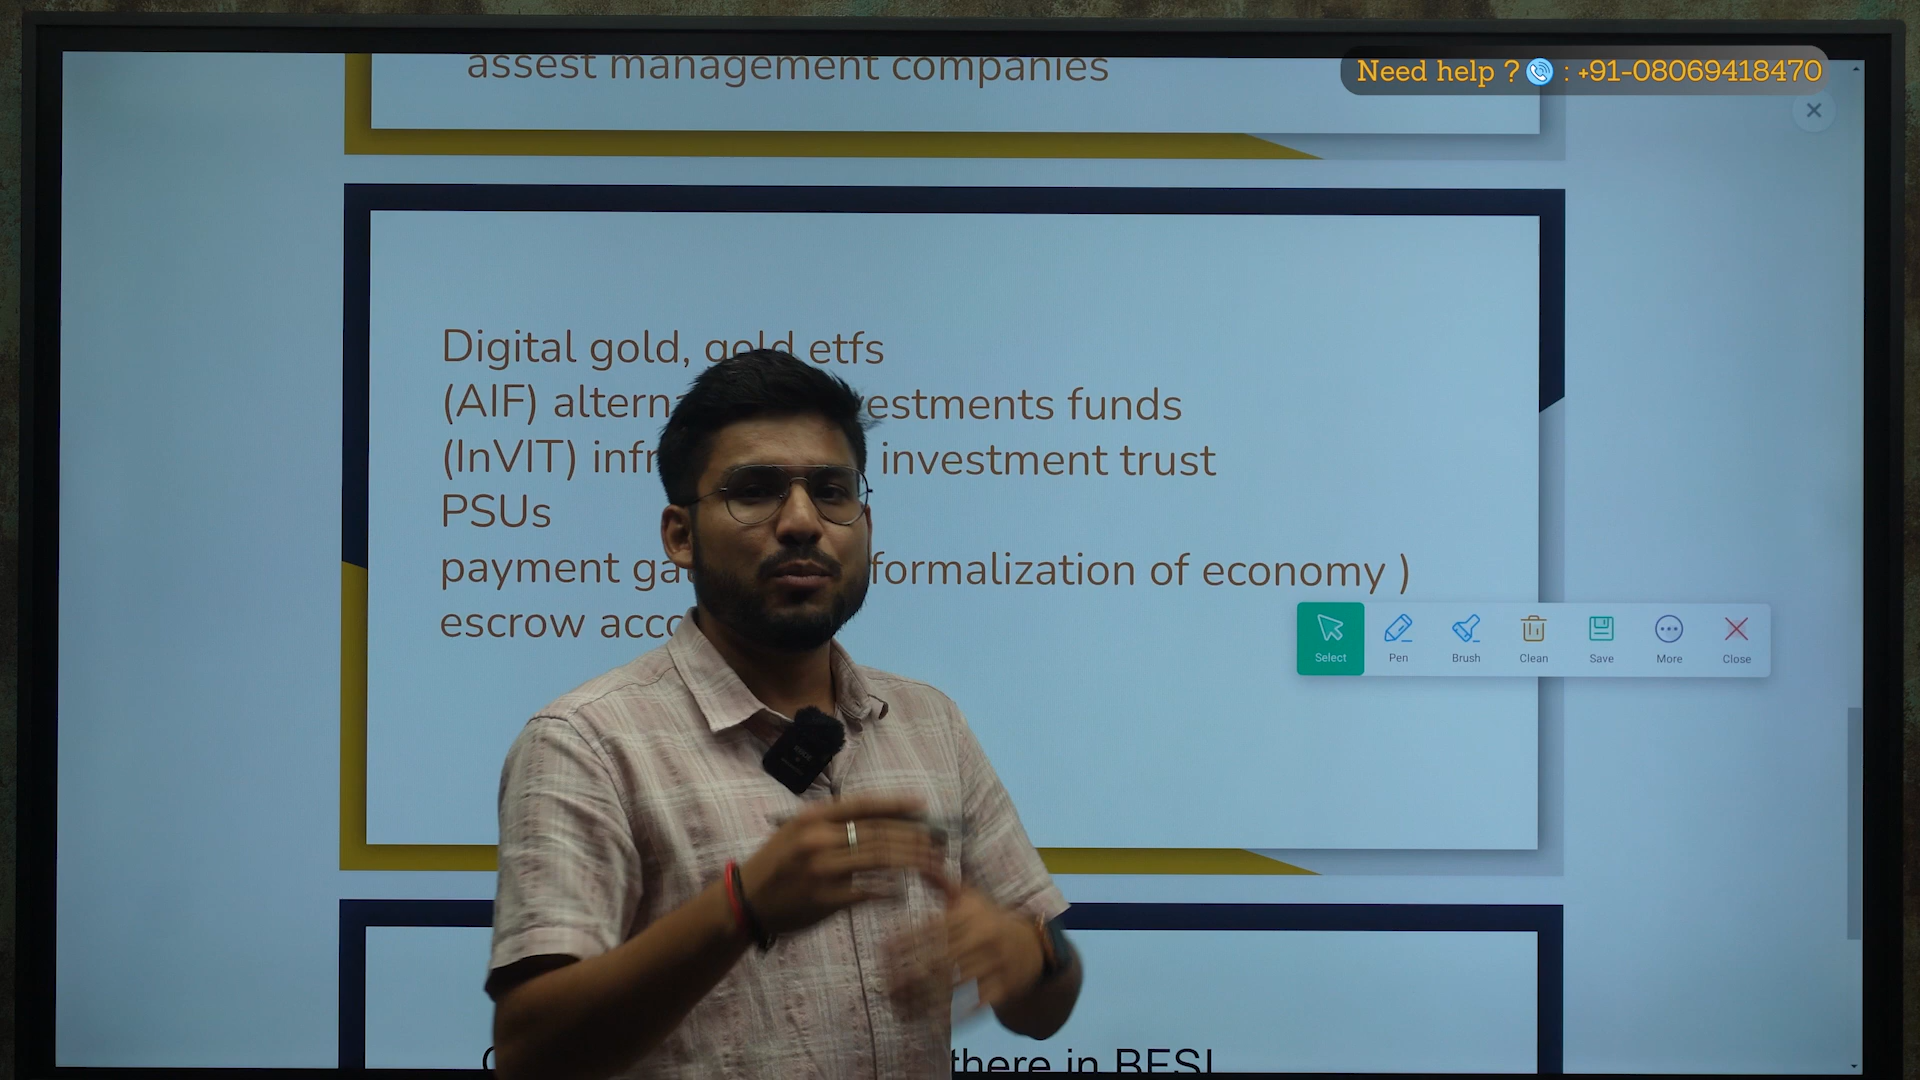 assest management companies
Need help ? : +91-08069418470
Digital gold, gold etfs
(AIF) altern estments funds
(InVIT) infr investment trust
PSUs
payment ga formalization of economy )
escrow acco
Select Pen Brush Clean Save More Close
there in BFSI